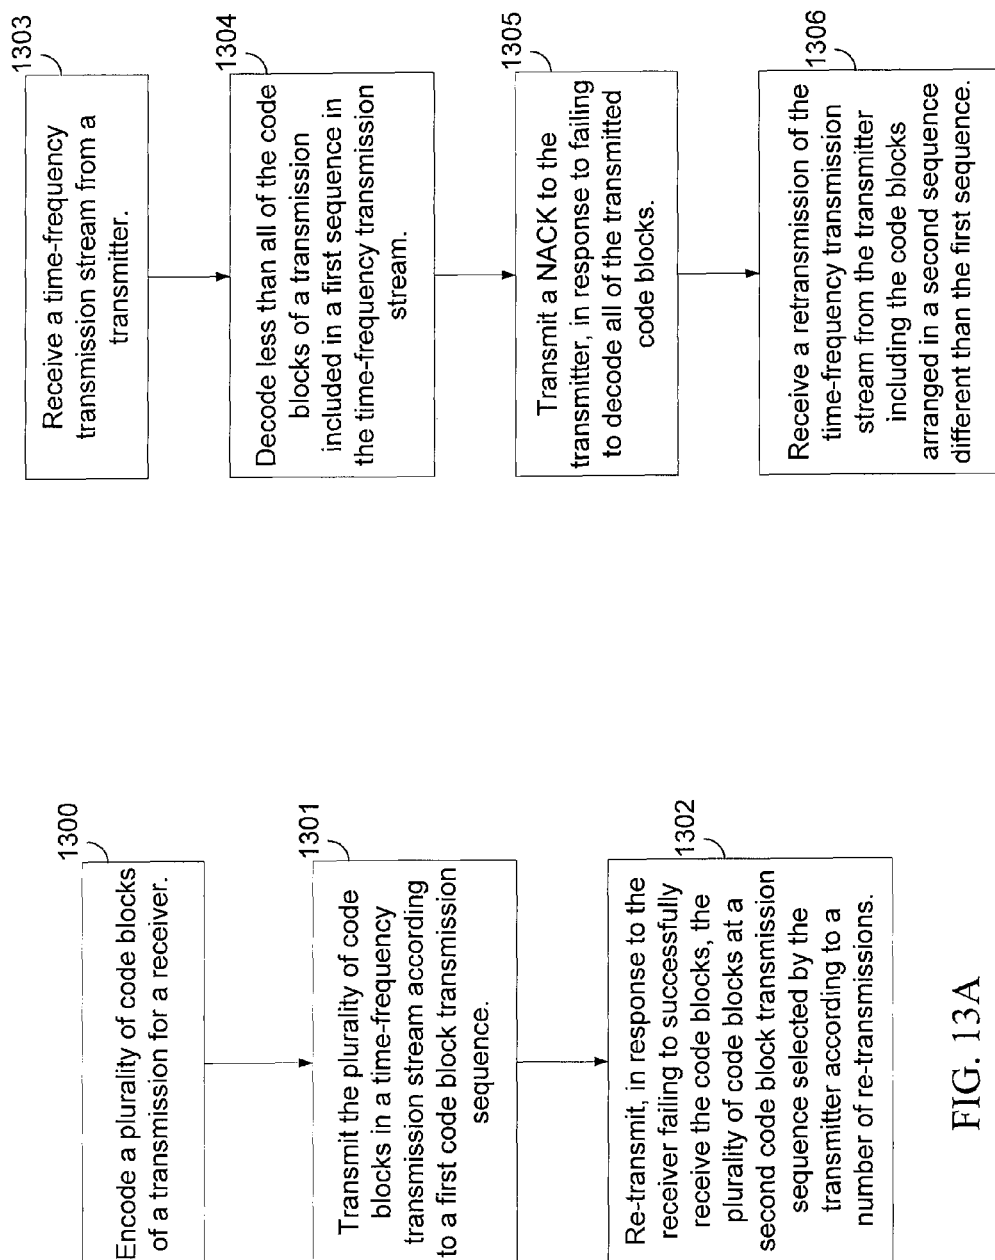 1300
Encode a plurality of code blocks
of a transmission for a receiver.
1301
Transmit the plurality of code
blocks in a time-frequency
transmission stream according
to a first code block transmission
sequence.
1302
Re-transmit, in response to the
receiver failing to successfully
receive the code blocks, the
plurality of code blocks at a
second code block transmission
sequence selected by the
transmitter according to a
number of re-transmissions.
FIG. 13A
1303
Receive a time-frequency
transmission stream from a
transmitter.
1304
Decode less than all of the code
blocks of a transmission
included in a first sequence in
the time-frequency transmission
stream.
1305
Transmit a NACK to the
transmitter, in response to failing
to decode all of the transmitted
code blocks.
1306
Receive a retransmission of the
time-frequency transmission
stream from the transmitter
including the code blocks
arranged in a second sequence
different than the first sequence.